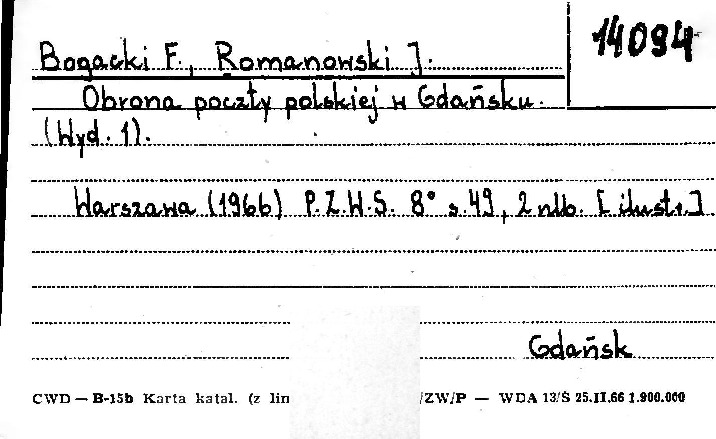 14094
Bogacki F., Romanowski J.
Obrona poczty polskiej w Gdańsku.
(Wyd. 1).
Warszawa (1966) P.Z.W.S. 8° s. 49, 2 nlb. [ilustr.]
Gdańsk
CWD — B-15b Karta katal. (z lin /ZW/P — WDA 13/S 25.II.66 1.900.000